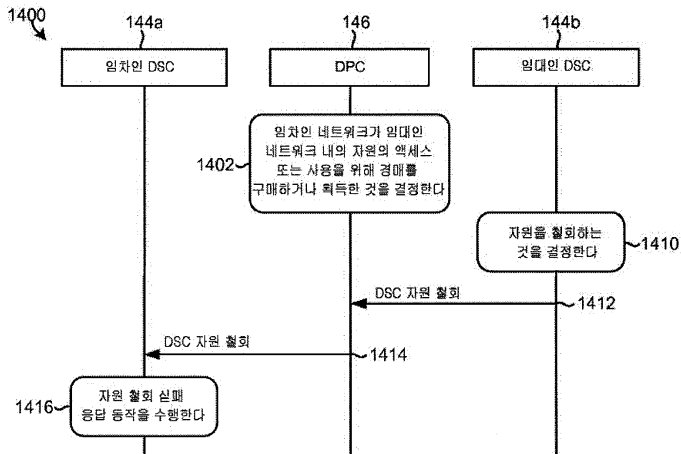 1400
144a
146
144b
임차인 DSC
DPC
임대인 DSC
1402
임차인 네트워크가 임대인
네트워크 내의 자원의 액세스
또는 사용을 위해 경매를
구매하거나 획득한 것을 결정한다
자원을 철회하는
것을 결정한다
1410
DSC 자원 철회
1412
DSC 자원 철회
1414
1416
자원 철회 실패
응답 동작을 수행한다